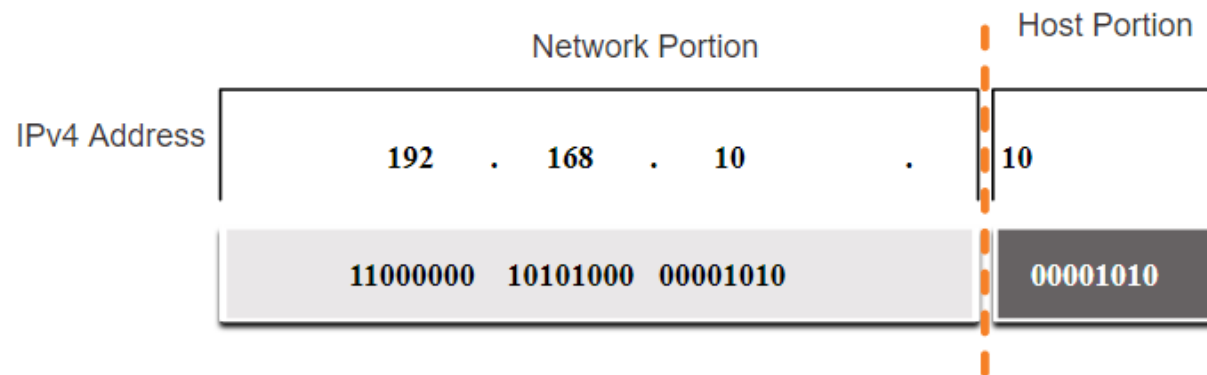 Network Portion
Host Portion
IPv4 Address
192 . 168 . 10 . 10
11000000 10101000 00001010 00001010